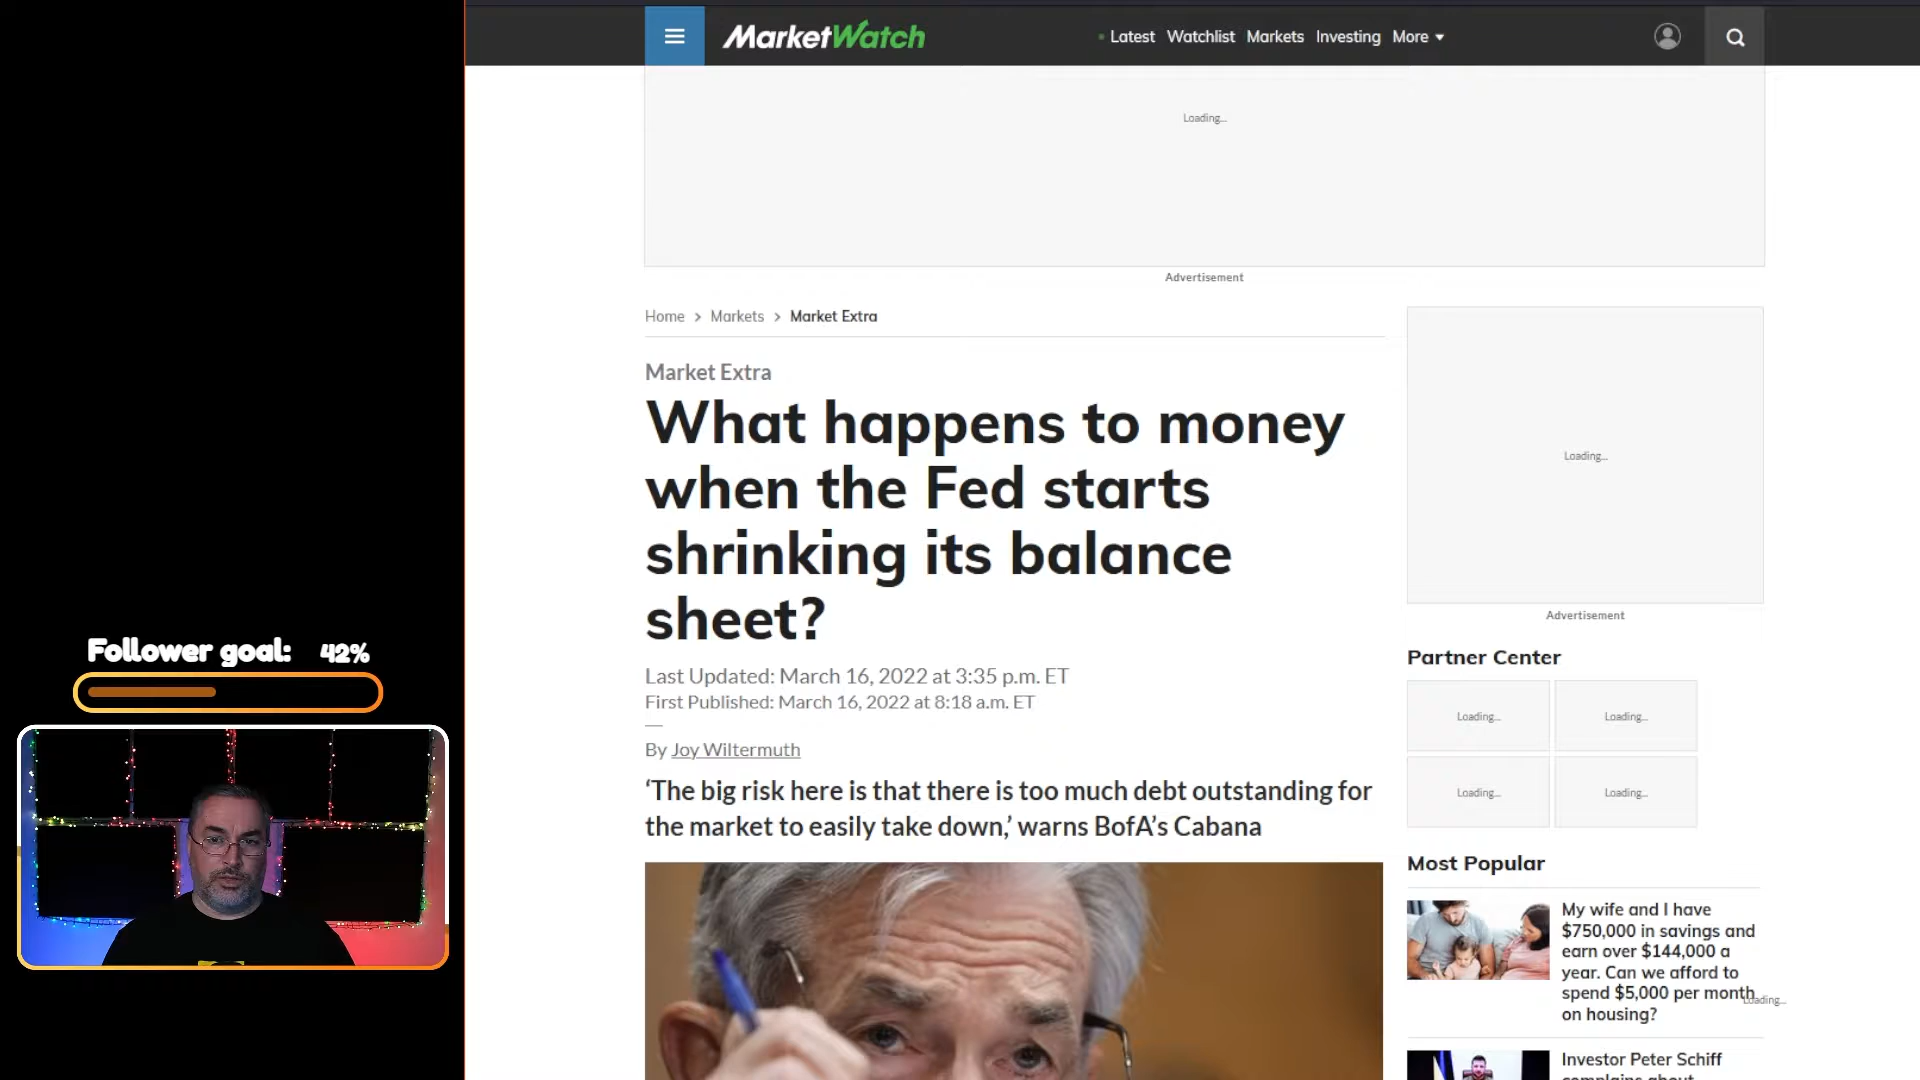 MarketWatch
Latest Watchlist Markets Investing More
Loading...
Advertisement
Home > Markets > Market Extra
Market Extra
What happens to money
when the Fed starts
shrinking its balance
sheet?
Last Updated: March 16, 2022 at 3:35 p.m. ET
First Published: March 16, 2022 at 8:18 a.m. ET
By Joy Wiltermuth
‘The big risk here is that there is too much debt outstanding for
the market to easily take down,’ warns BofA’s Cabana
Loading...
Advertisement
Partner Center
Loading... Loading...
Loading... Loading...
Most Popular
My wife and I have
$750,000 in savings and
earn over $144,000 a
year. Can we afford to
spend $5,000 per month
on housing?
Loading...
Investor Peter Schiff
complains about
Follower goal: 42%